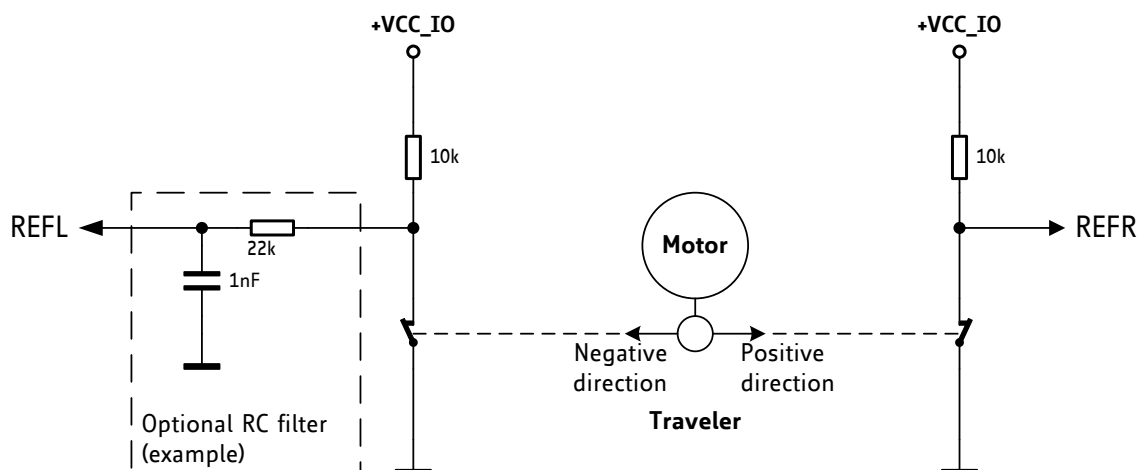 +VCC_IO
+VCC_IO
10k
10k
REFL
22k
1nF
Motor
REFR
Negative
direction
Positive
direction
Traveler
Optional RC filter
(example)